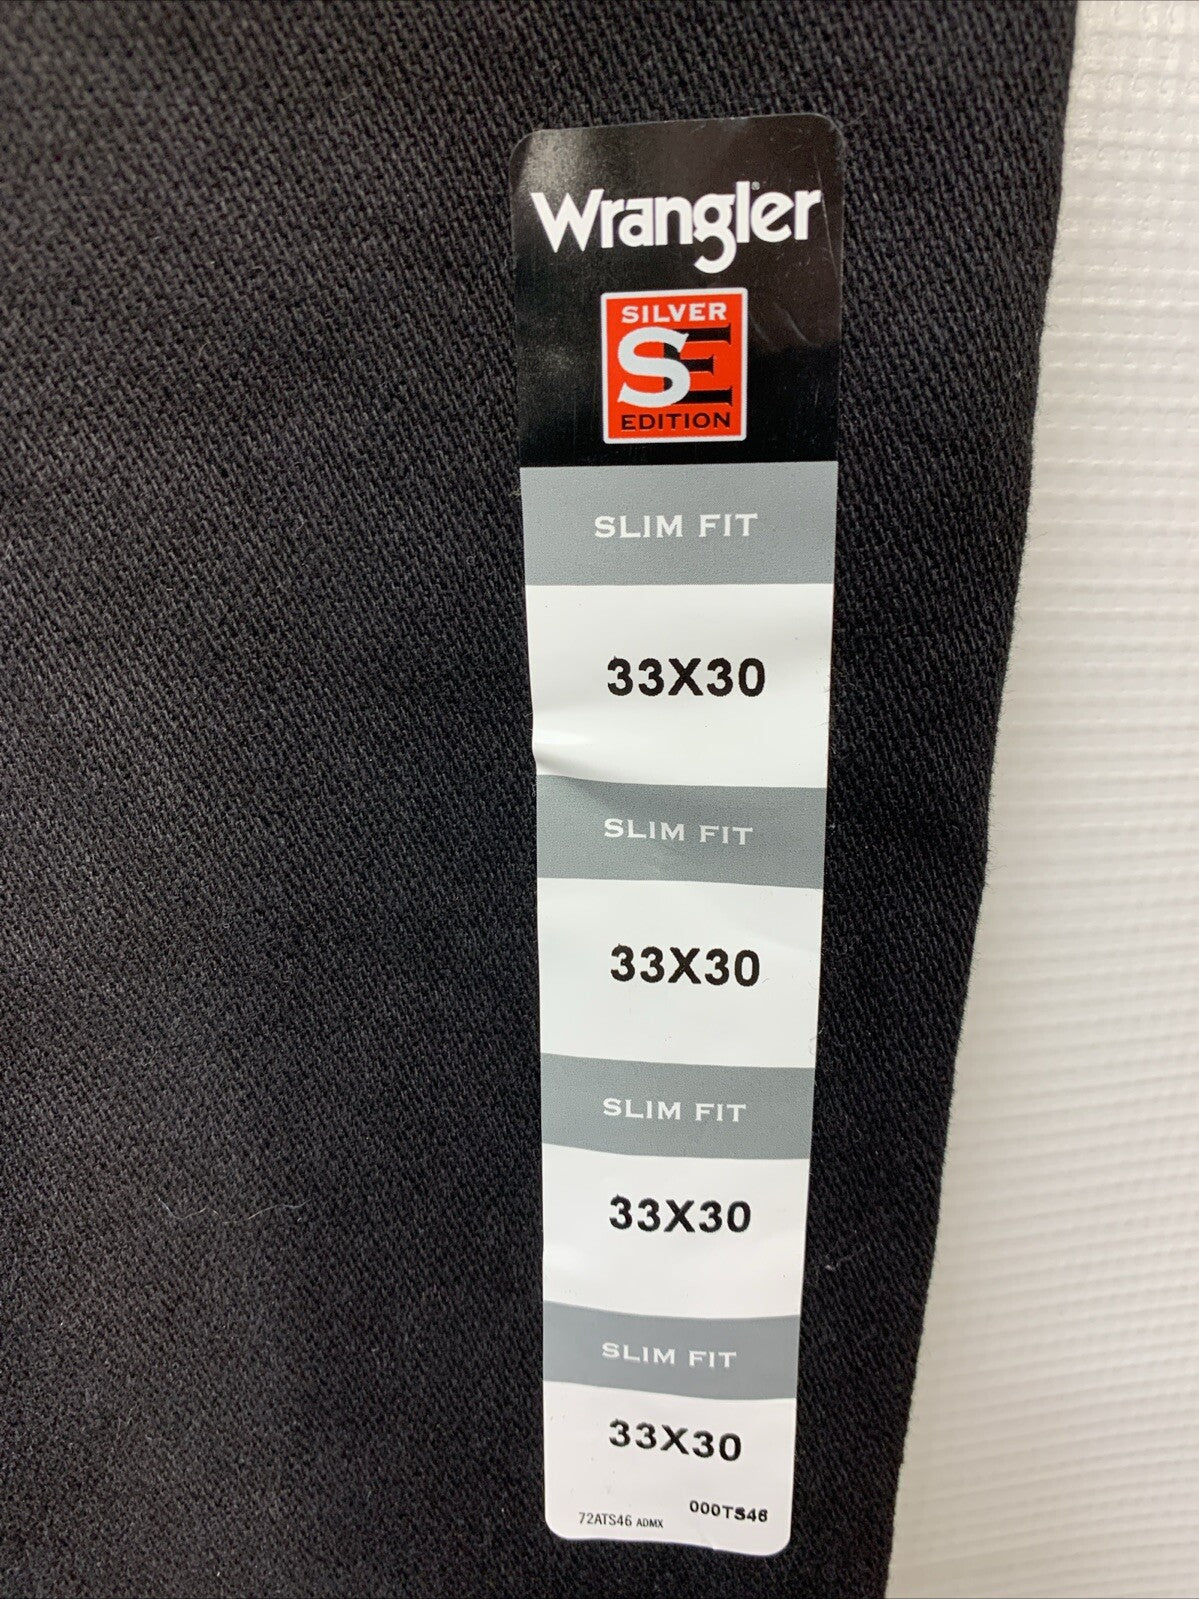 Wrangler®
SILVER
SE
EDITION
SLIM FIT
33X30
SLIM FIT
33X30
SLIM FIT
33X30
SLIM FIT
33X30
72ATS46 ADMX 000TS46